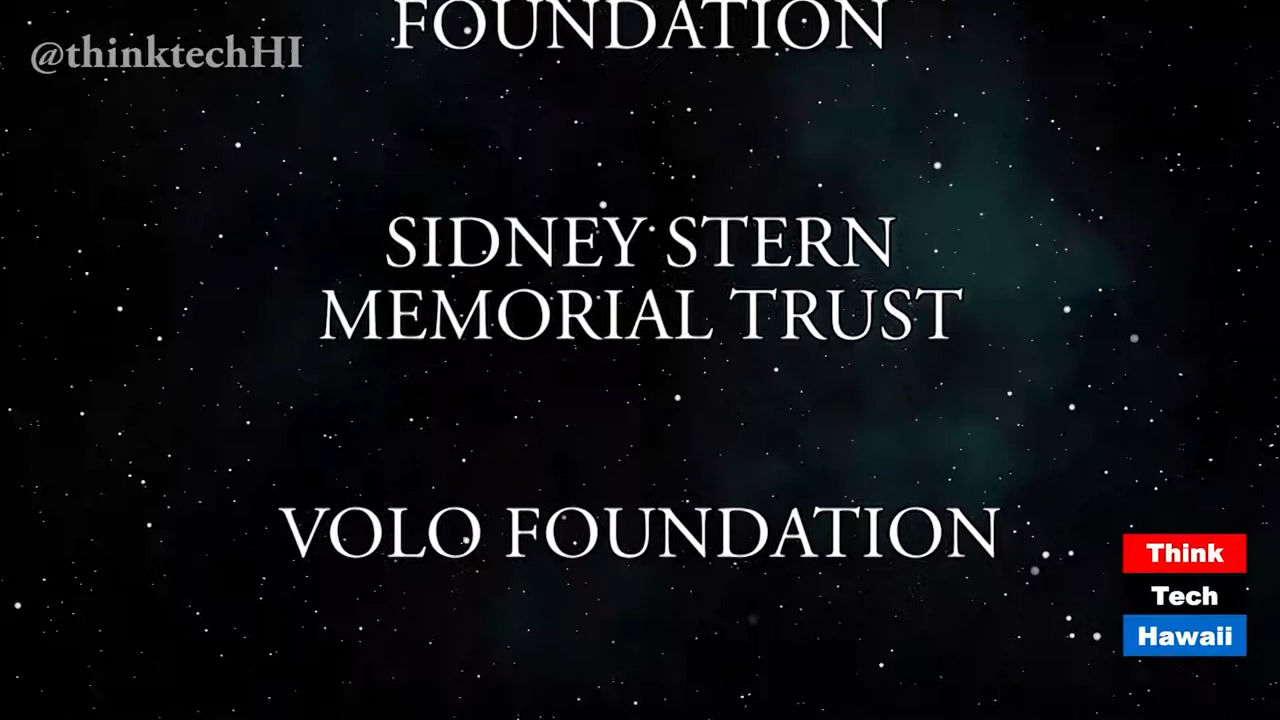 FOUNDATION
@thinktechHI
SIDNEY STERN
MEMORIAL TRUST
VOLO FOUNDATION
Think
Tech
Hawaii